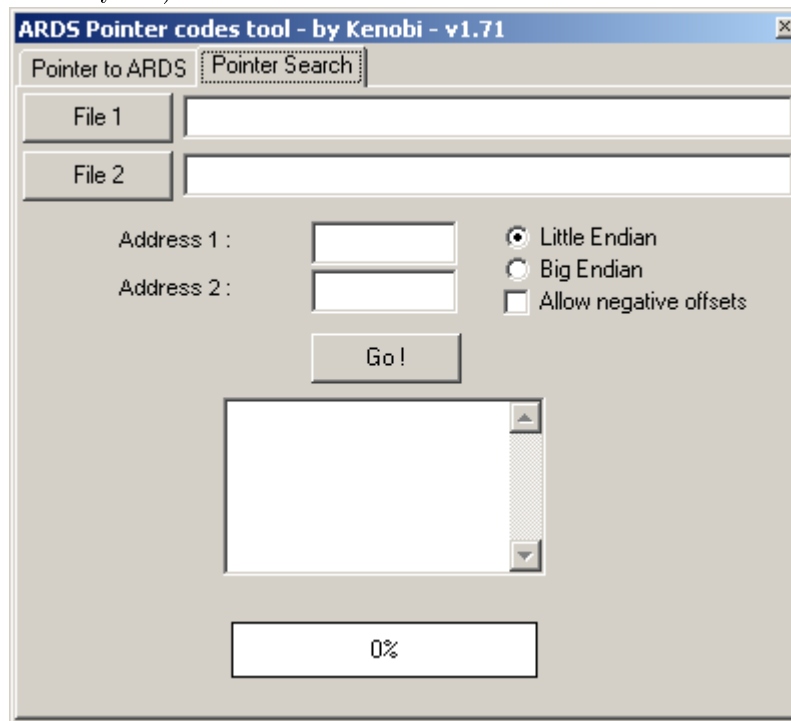 ARDS Pointer codes tool - by Kenobi - v1.71
Pointer to ARDS Pointer Search
File 1
File 2
Address 1 :
Little Endian
Big Endian
Address 2 :
Allow negative offsets
Go !
0%